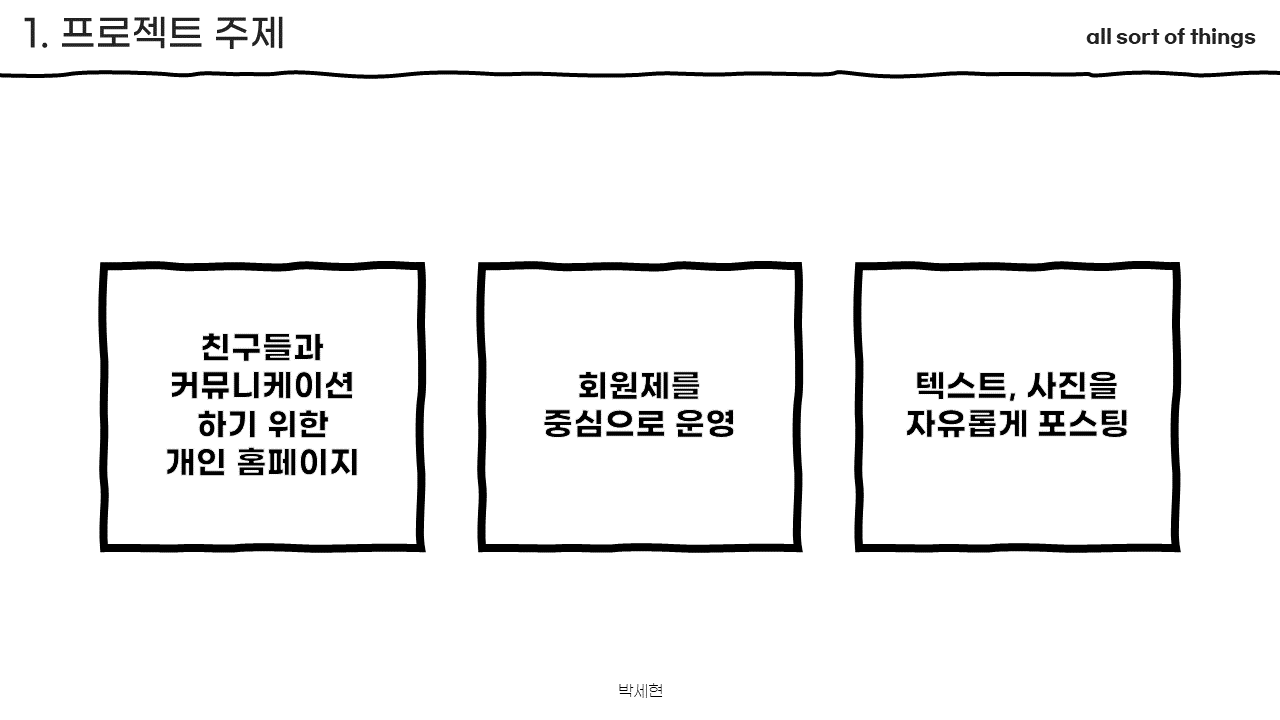 1. 프로젝트 주제
all sort of things
친구들과
커뮤니케이션
하기 위한
개인 홈페이지
회원제를
중심으로 운영
텍스트, 사진을
자유롭게 포스팅
박세현